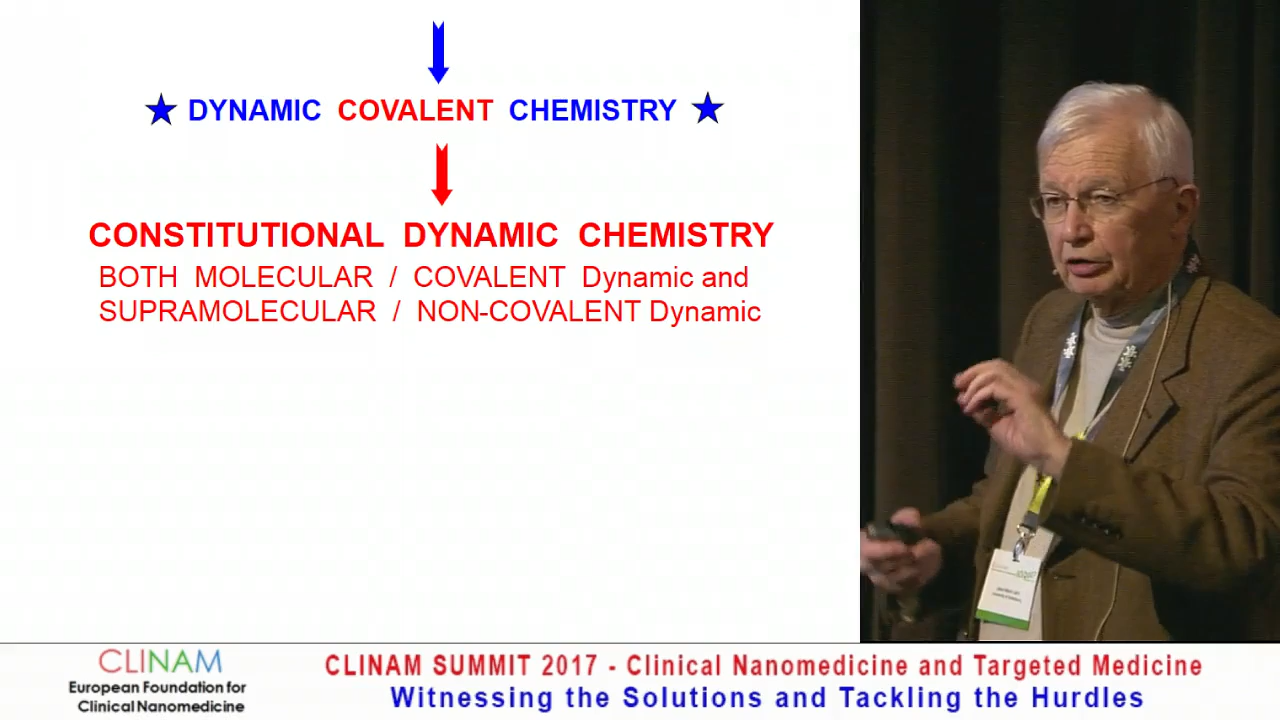 DYNAMIC COVALENT CHEMISTRY
CONSTITUTIONAL DYNAMIC CHEMISTRY
BOTH MOLECULAR / COVALENT Dynamic and
SUPRAMOLECULAR / NON-COVALENT Dynamic
CLINAM
European Foundation for
Clinical Nanomedicine
CLINAM SUMMIT 2017 - Clinical Nanomedicine and Targeted Medicine
Witnessing the Solutions and Tackling the Hurdles